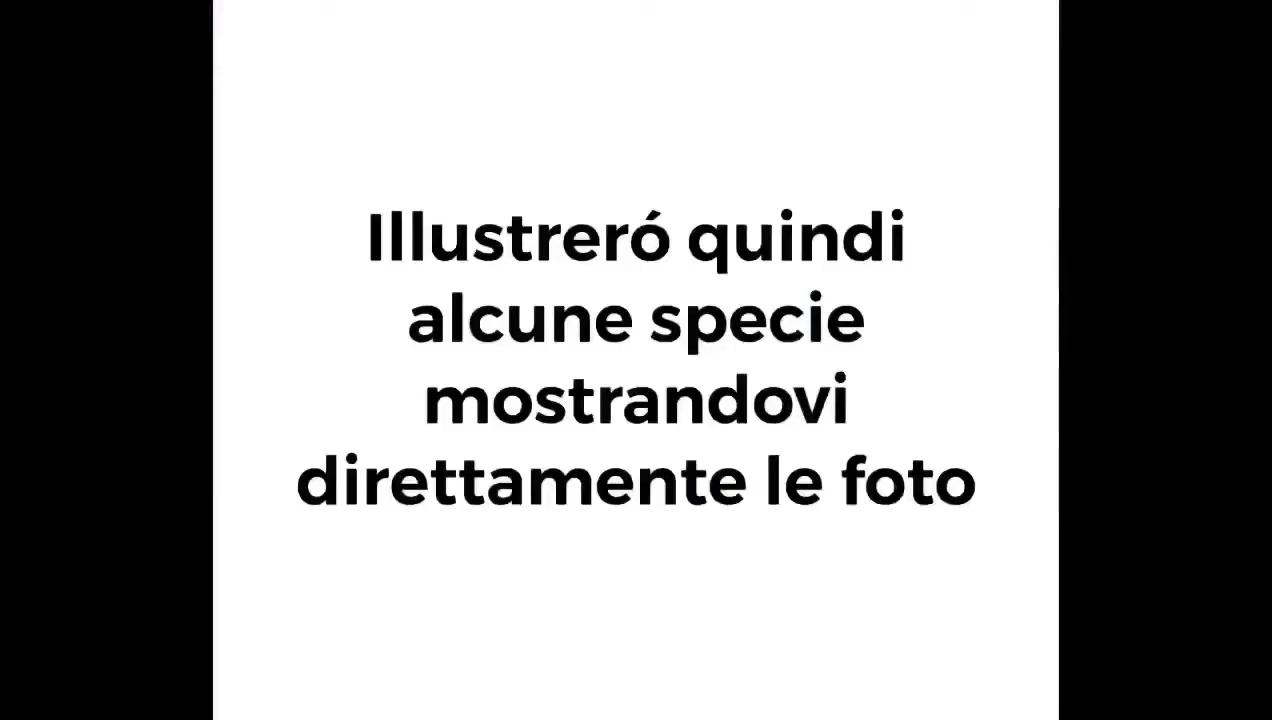 Illustreró quindi
alcune specie
mostrandovi
direttamente le foto